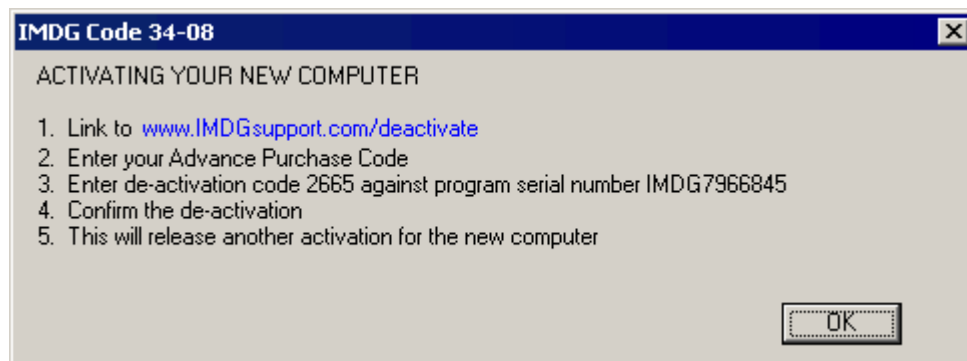 IMDG Code 34-08
ACTIVATING YOUR NEW COMPUTER
1. Link to www.IMDGsupport.com/deactivate
2. Enter your Advance Purchase Code
3. Enter de-activation code 2665 against program serial number IMDG7966845
4. Confirm the de-activation
5. This will release another activation for the new computer
OK